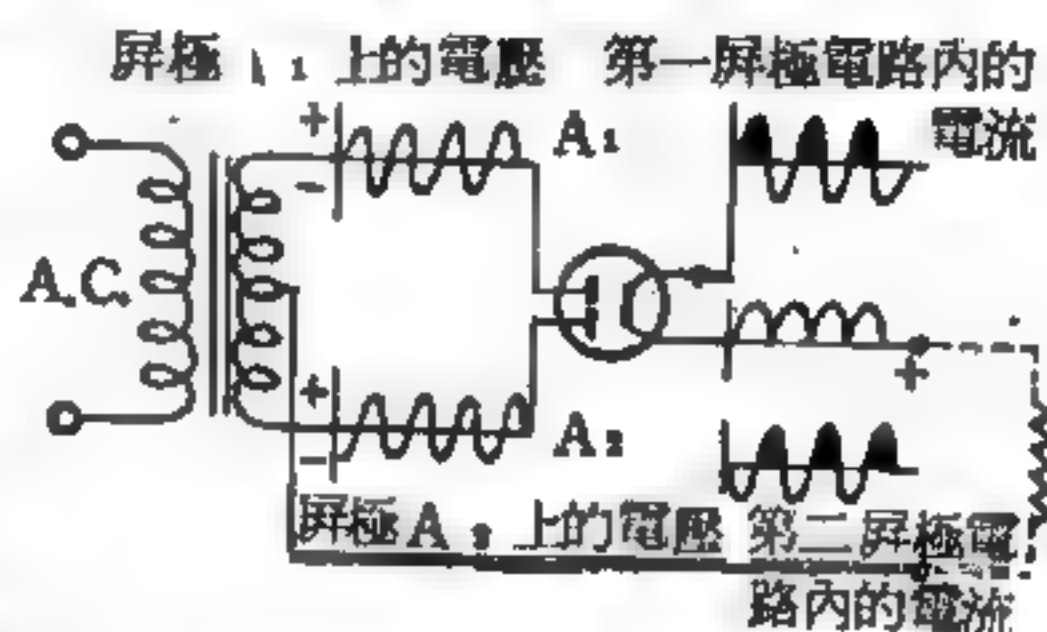 屏極 1 上的電壓
第一屏極電路內的
電流
+
A1
-
A.C.
+
+
A2
-
屏極A 上的電壓
第二屏極電
路內的電流